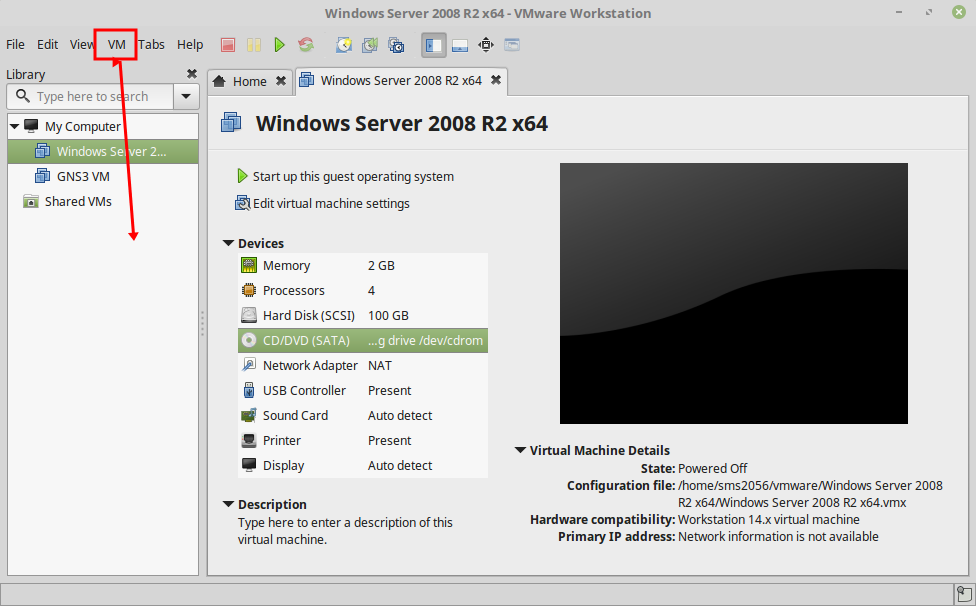 Windows Server 2008 R2 x64 - VMware Workstation
File Edit View VM Tabs Help
Library
Type here to search
My Computer
Windows Server 2...
GNS3 VM
Shared VMs
Home
Windows Server 2008 R2 x64
Windows Server 2008 R2 x64
Start up this guest operating system
Edit virtual machine settings
Devices
Memory 2 GB
Processors 4
Hard Disk (SCSI) 100 GB
CD/DVD (SATA) ...g drive /dev/cdrom
Network Adapter NAT
USB Controller Present
Sound Card Auto detect
Printer Present
Display Auto detect
Description
Type here to enter a description of this
virtual machine.
Virtual Machine Details
State: Powered Off
Configuration file: /home/sms2056/vmware/Windows Server 2008
R2 x64/Windows Server 2008 R2 x64.vmx
Hardware compatibility: Workstation 14.x virtual machine
Primary IP address: Network information is not available